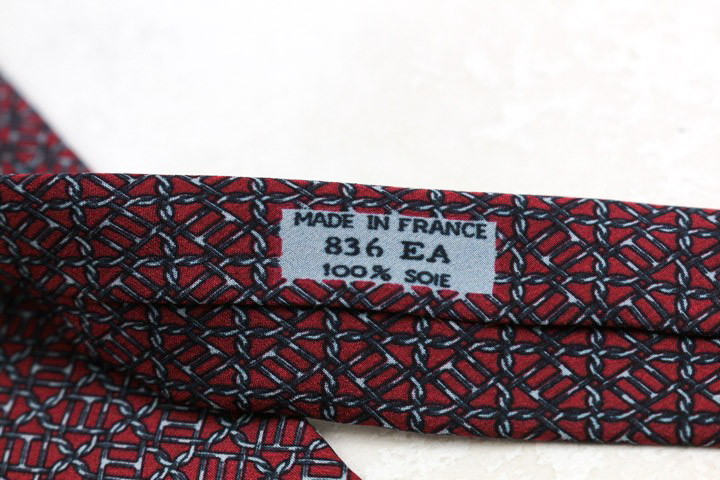 MADE IN FRANCE
836 EA
100% SOIE